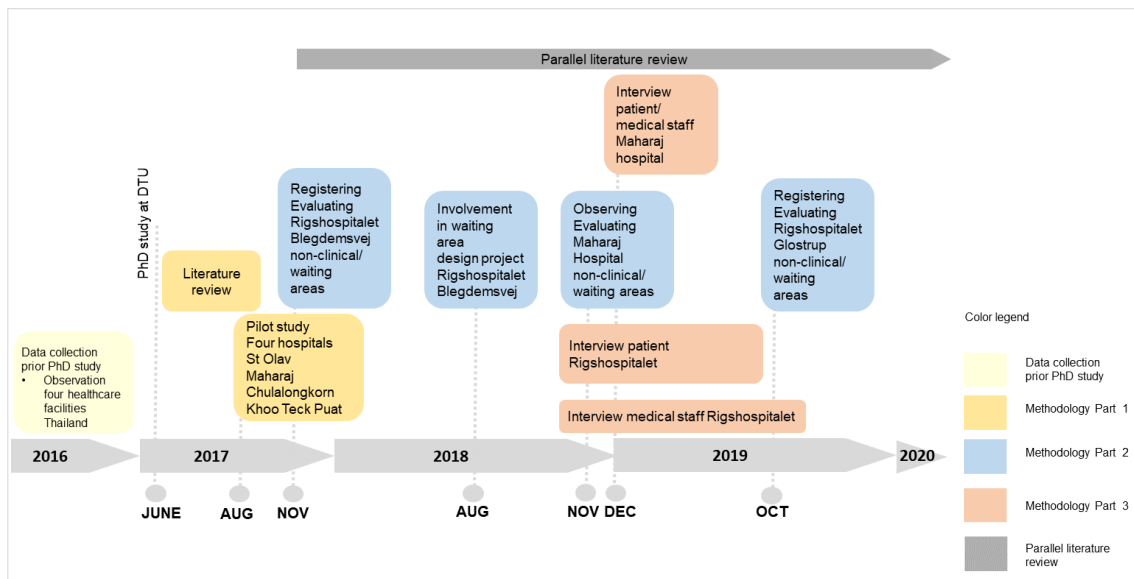 Parallel literature review
Interview
patient/
medical staff
Maharaj
hospital
PhD study at DTU
Literature
review
Registering
Evaluating
Rigshospitalet
Blegdemsvej
non-clinical/
waiting
areas
Involvement
in waiting
area
design project
Rigshospitalet
Blegdemsvej
Observing
Evaluating
Maharaj
Hospital
non-clinical/
waiting areas
Registering
Evaluating
Rigshospitalet
Glostrup
non-clinical/
waiting
areas
Data collection
prior PhD study
• Observation
four healthcare
facilities
Thailand
Pilot study
Four hospitals
St Olav
Maharaj
Chulalongkorn
Khoo Teck Puat
Interview patient
Rigshospitalet
Interview medical staff Rigshospitalet
2016
2017
2018
2019
2020
JUNE
AUG
NOV
AUG
NOV
DEC
OCT
Color legend
Data collection
prior PhD study
Methodology Part 1
Methodology Part 2
Methodology Part 3
Parallel literature
review